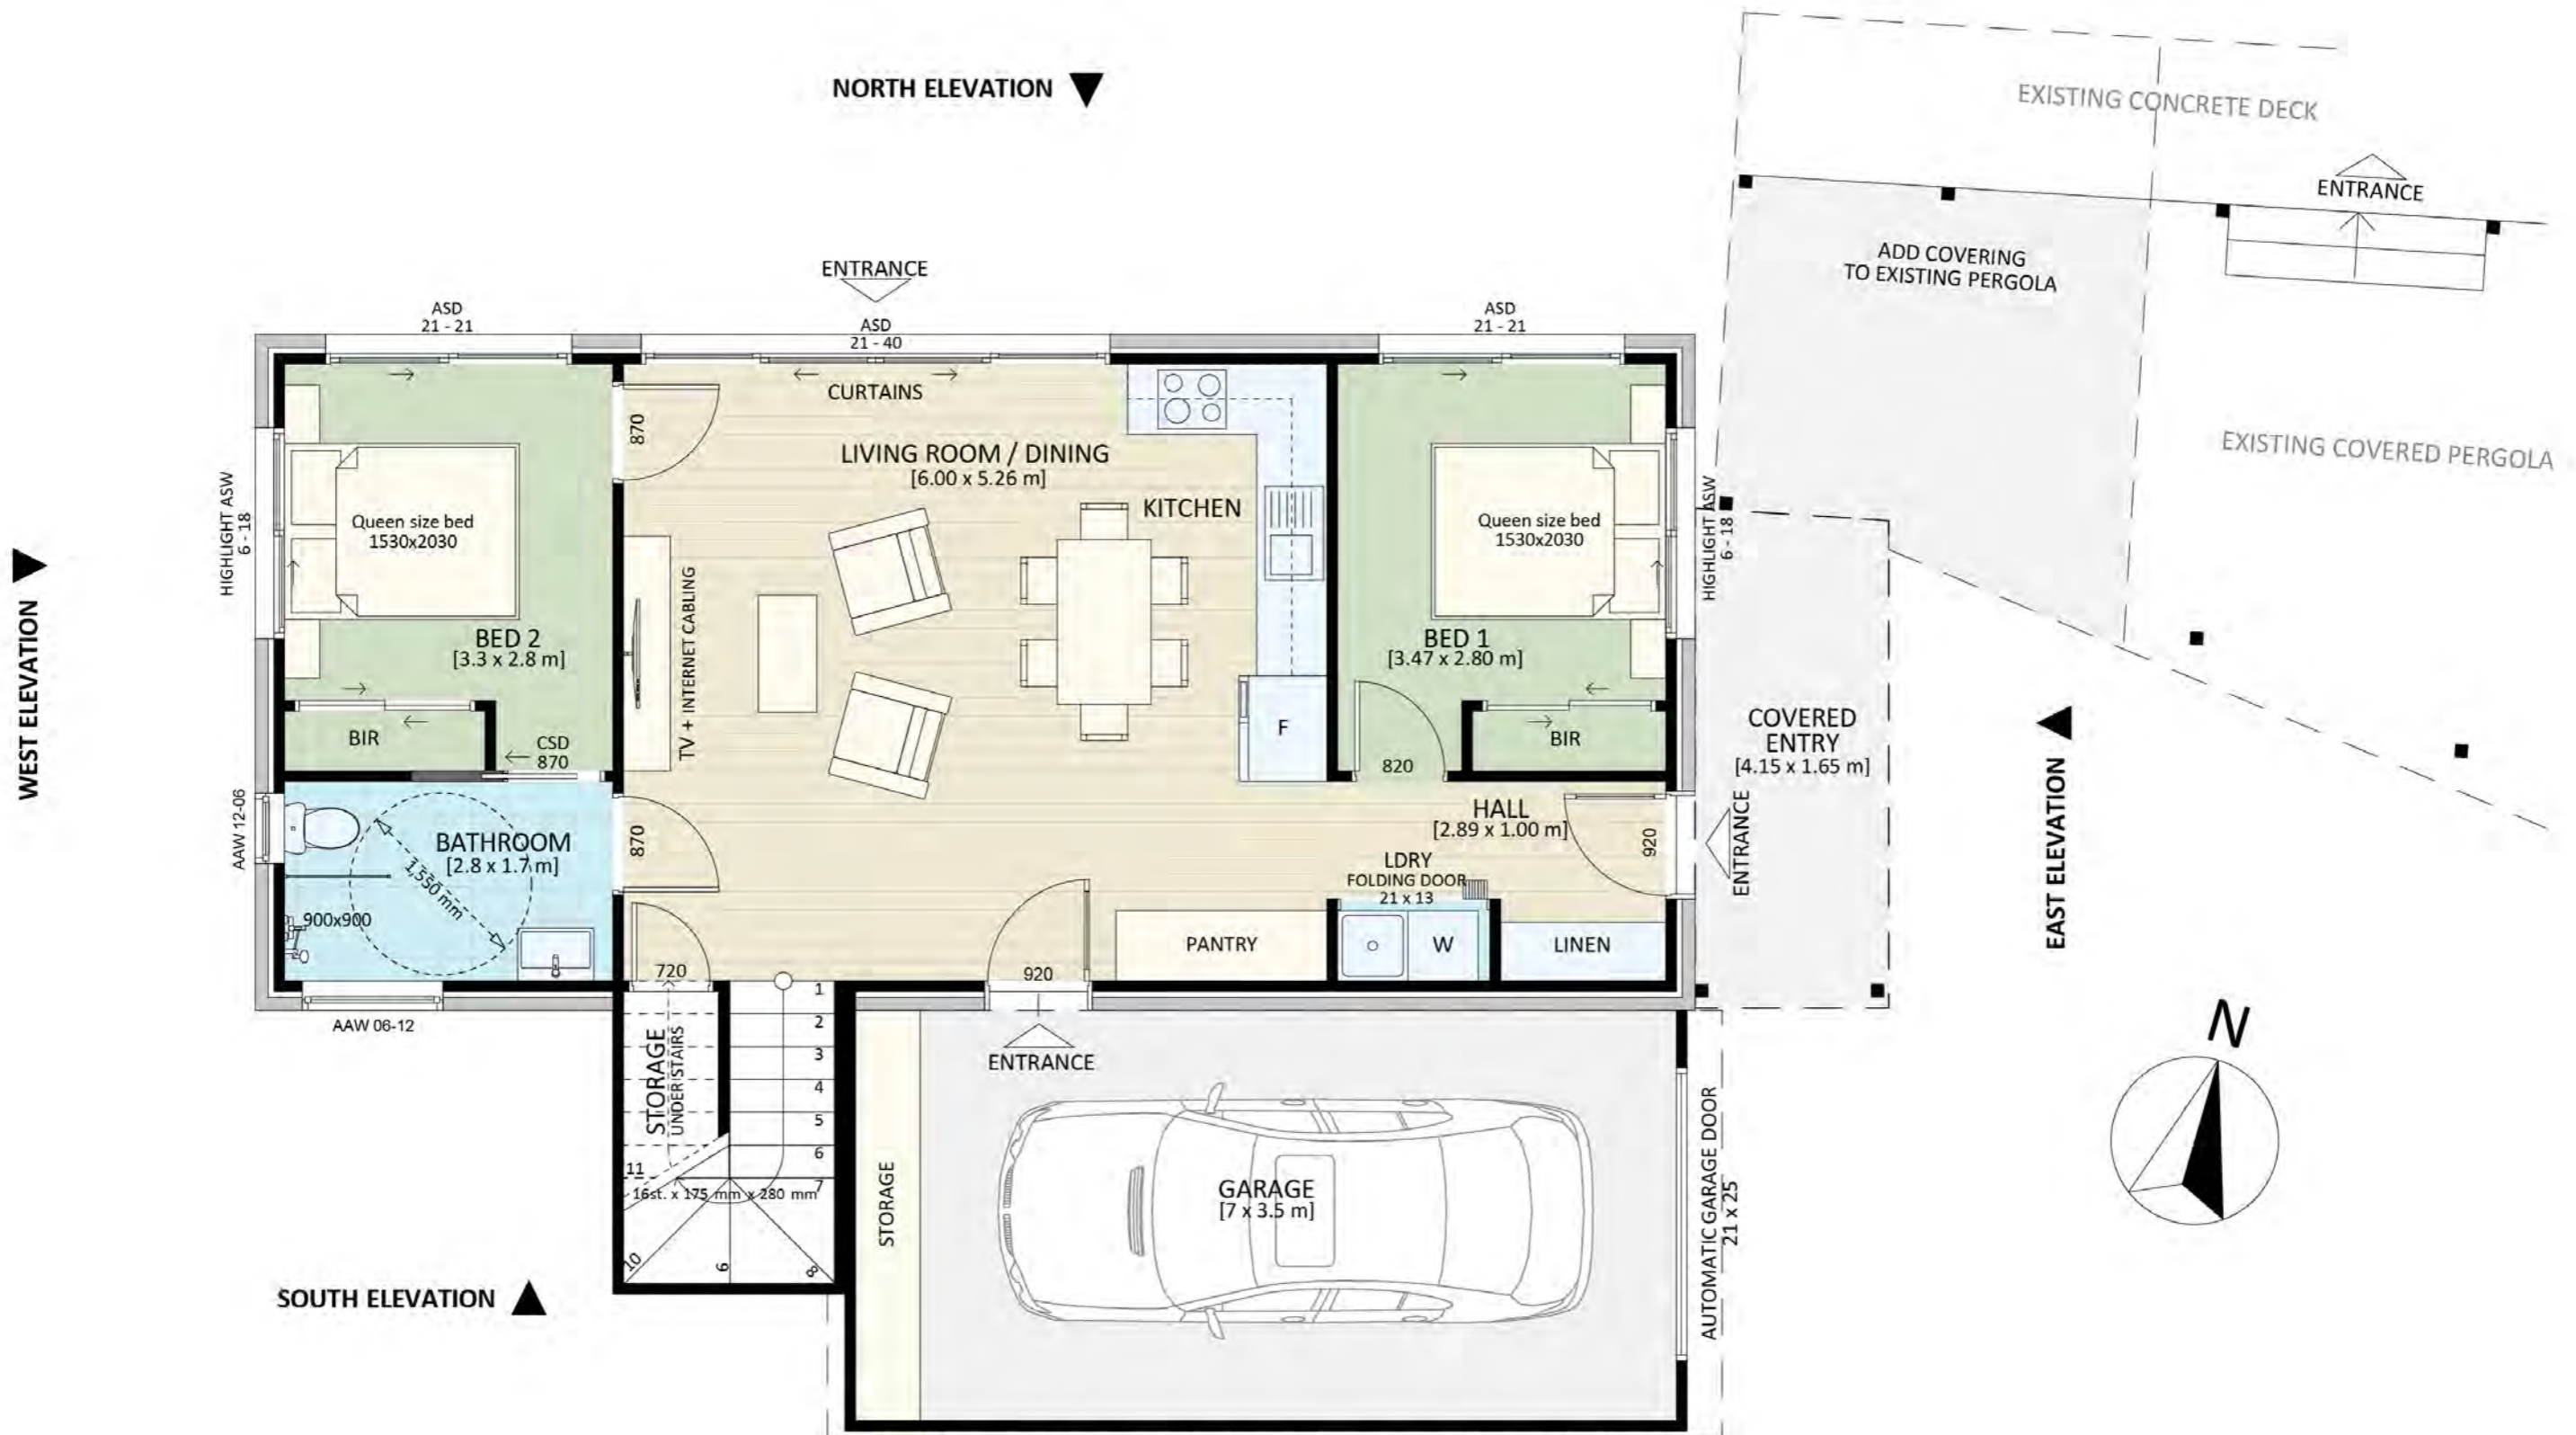 NORTH ELEVATION
EXISTING CONCRETE DECK
ENTRANCE
ADD COVERING
TO EXISTING PERGOLA
EXISTING COVERED PERGOLA
ENTRANCE
ASD
21 - 21
ASD
21 - 40
ASD
21 - 21
CURTAINS
870
LIVING ROOM / DINING
[6.00 x 5.26 m]
KITCHEN
HIGHLIGHT ASW
6 - 18
Queen size bed
1530x2030
BED 2
[3.3 x 2.8 m]
TV + INTERNET CABLING
Queen size bed
1530x2030
BED 1
[3.47 x 2.80 m]
HIGHLIGHT ASW
6 - 18
WEST ELEVATION
BIR
CSD
870
F
820
BIR
COVERED
ENTRY
[4.15 x 1.65 m]
EAST ELEVATION
AAW 12-06
BATHROOM
[2.8 x 1.7 m]
1,550 mm
900x900
870
HALL
[2.89 x 1.00 m]
920
ENTRANCE
LDRY
FOLDING DOOR
21 x 13
PANTRY
W
LINEN
720
920
AAW 06-12
ENTRANCE
STORAGE
UNDER STAIRS
1
2
3
4
5
6
7
11
16st. x 175 mm x 280 mm
10
9
8
STORAGE
GARAGE
[7 x 3.5 m]
AUTOMATIC GARAGE DOOR
21 x 25
SOUTH ELEVATION
N